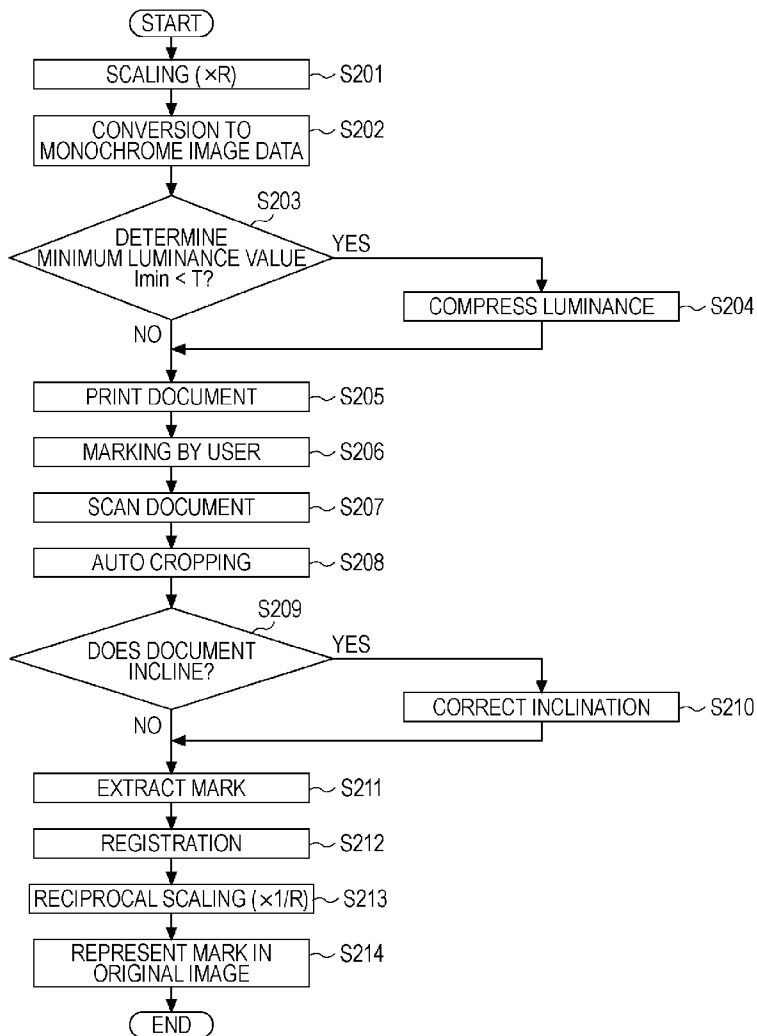 START
SCALING (×R)
S201
CONVERSION TO
MONOCHROME IMAGE DATA
S202
S203
DETERMINE
MINIMUM LUMINANCE VALUE
Imin < T?
YES
COMPRESS LUMINANCE
S204
NO
PRINT DOCUMENT
S205
MARKING BY USER
S206
SCAN DOCUMENT
S207
AUTO CROPPING
S208
S209
DOES DOCUMENT
INCLINE?
YES
CORRECT INCLINATION
S210
NO
EXTRACT MARK
S211
REGISTRATION
S212
RECIPROCAL SCALING (×1/R)
S213
REPRESENT MARK IN
ORIGINAL IMAGE
S214
END